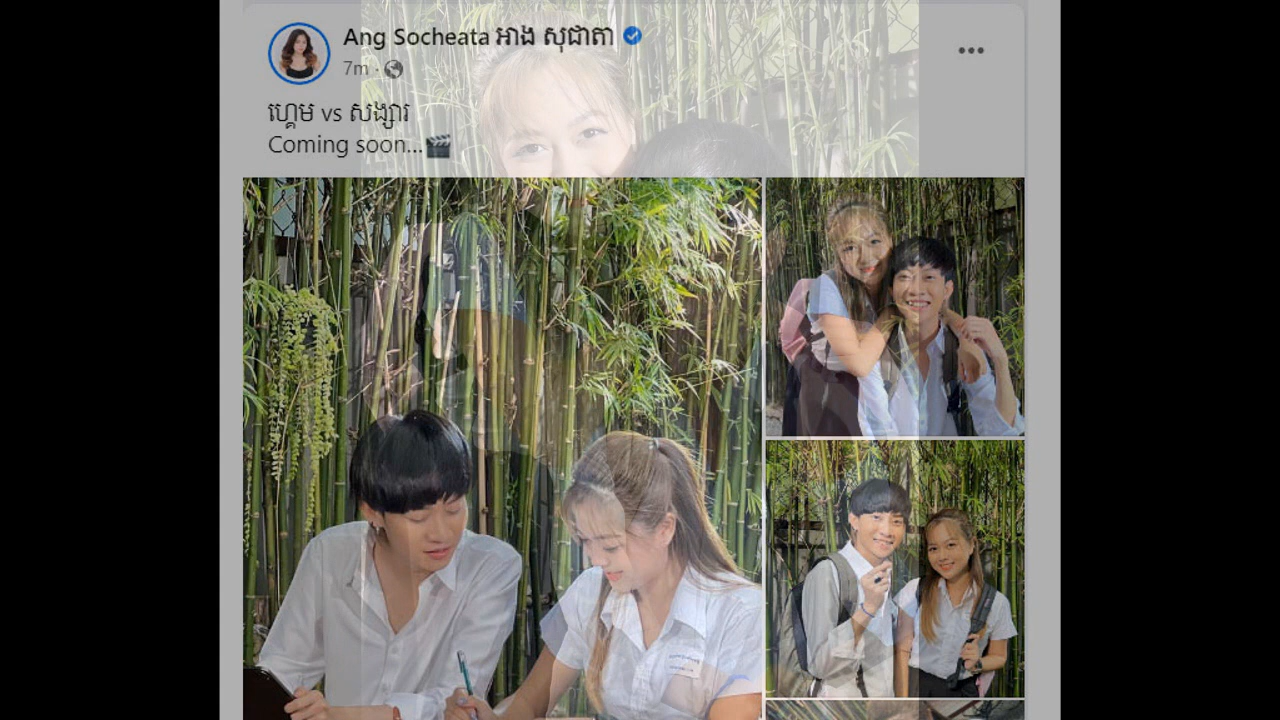 Ang Socheata អាង សុជាតា
7m ·
ហ្គេម vs សង្សារ
Coming soon...🎬